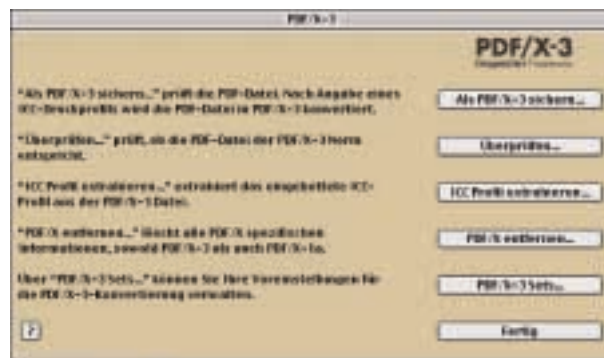 PDF/X-3
PDF/X-3
"Als PDF/X-3 sichern..." prüft die PDF-Datei. Nach Angabe eines
ICC-Druckprofils wird die PDF-Datei in PDF/X-3 konvertiert.
Als PDF/X-3 sichern...
"Überprüfen..." prüft, ob die PDF-Datei der PDF/X-3 Norm
entspricht.
Überprüfen...
"ICC Profil extrahieren..." extrahiert das eingebettete ICC-
Profil aus der PDF/X-3 Datei.
ICC Profil extrahieren...
"PDF/X entfernen..." löscht alle PDF/X spezifischen
Informationen, sowohl PDF/X-3 als auch PDF/X-1a.
PDF/X entfernen...
Über "PDF/X-3 Sets..." können Sie Ihre Voreinstellungen für
die PDF/X-3-Konvertierung verwalten.
PDF/X-3 Sets...
?
Fertig